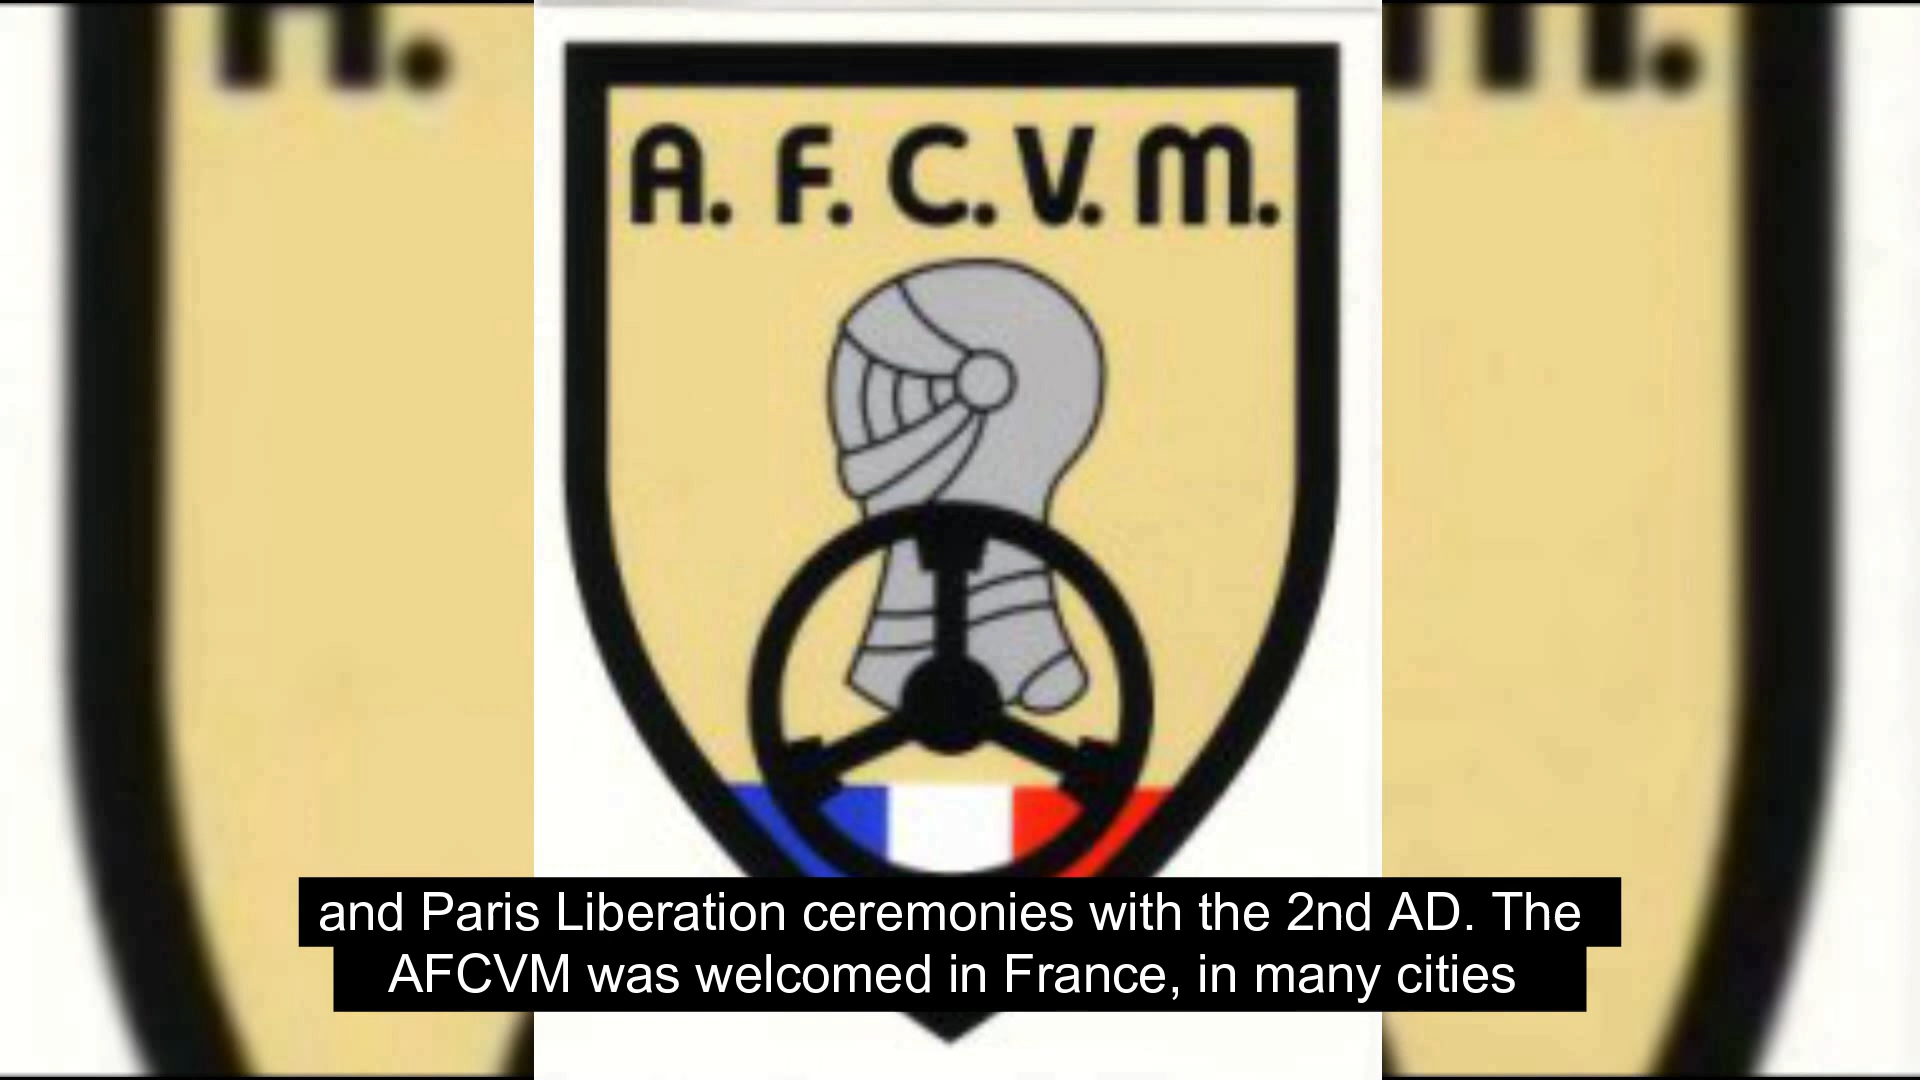 A. F. C. V. M.
and Paris Liberation ceremonies with the 2nd AD. The
AFCVM was welcomed in France, in many cities